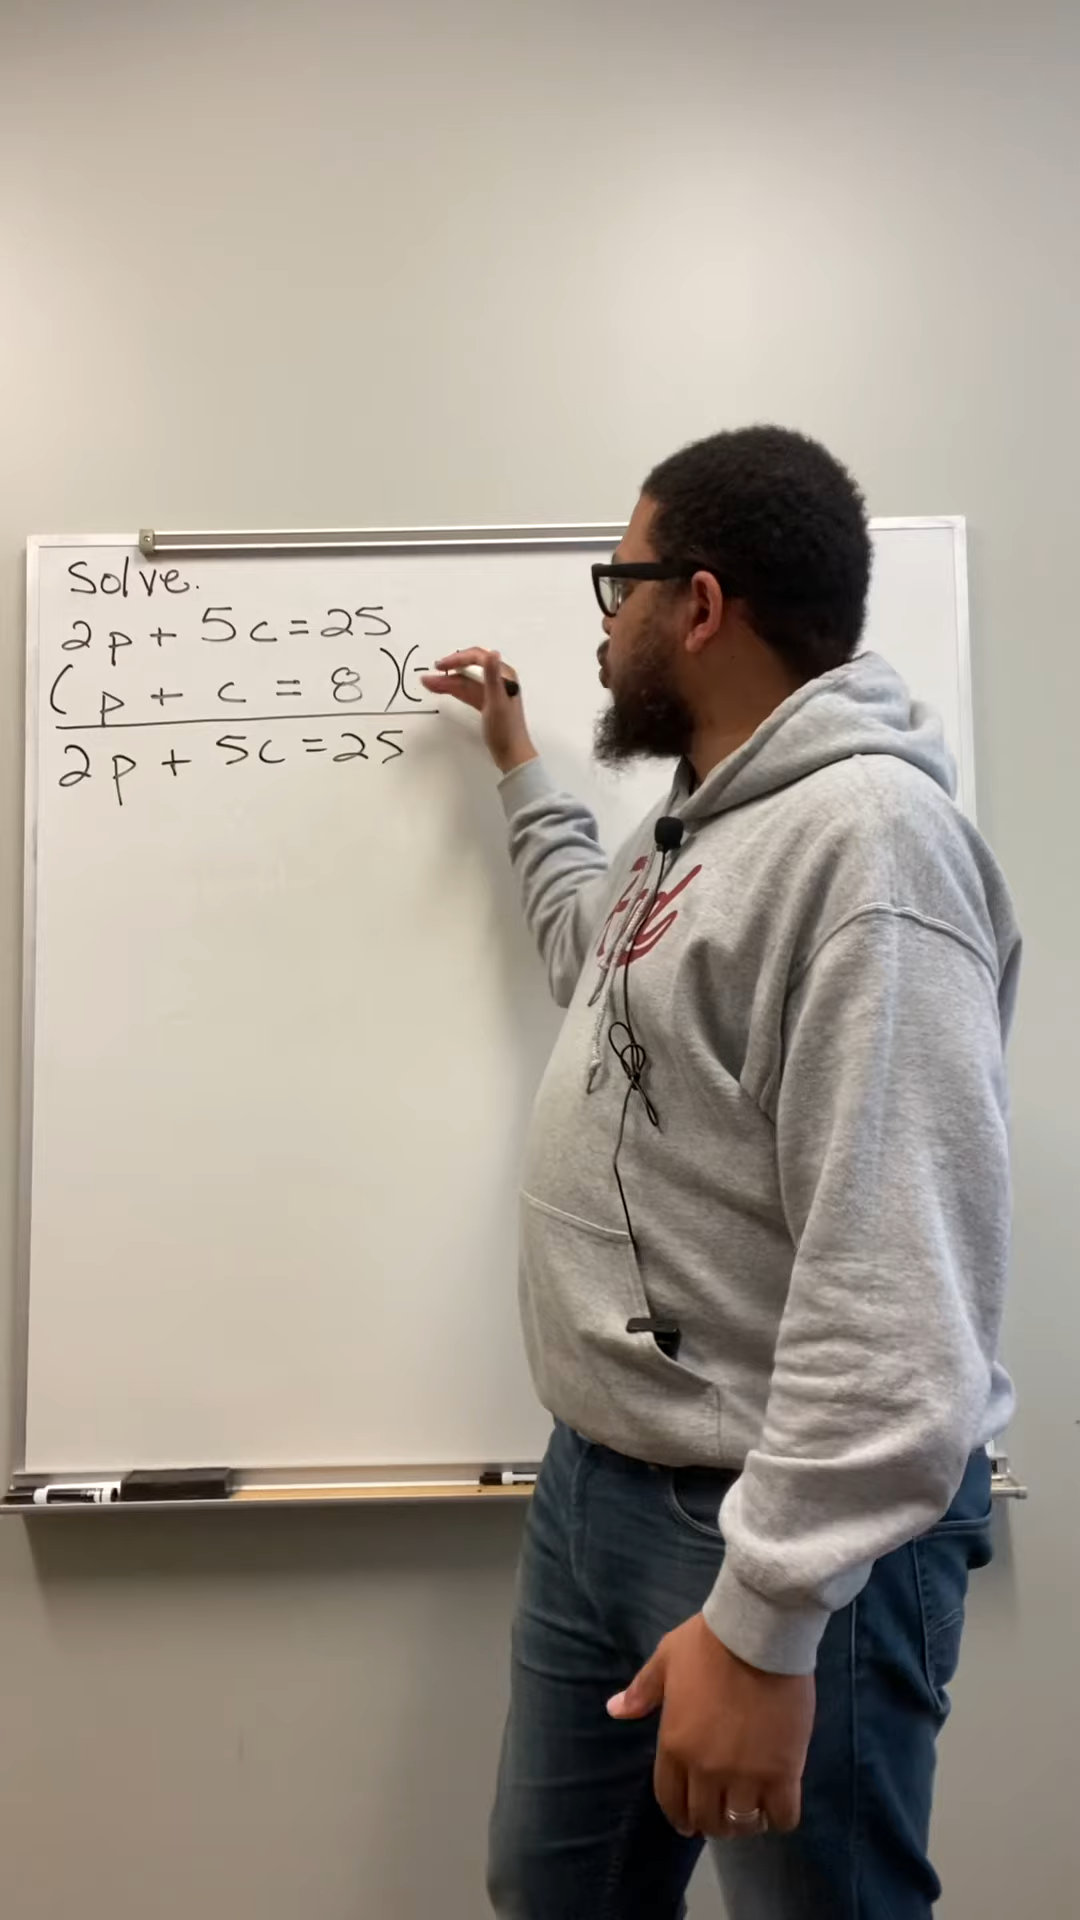 Solve.
2p + 5c = 25
(p + c = 8)(-
2p + 5c = 25